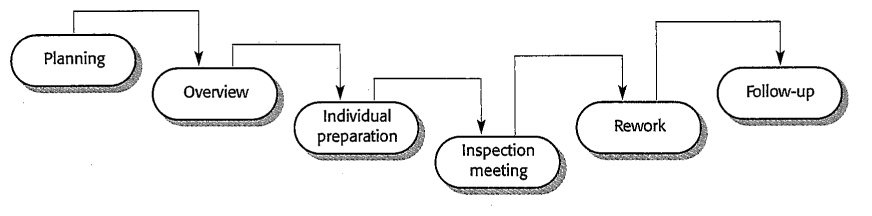 Planning
Overview
Individual
preparation
Inspection
meeting
Rework
Follow-up